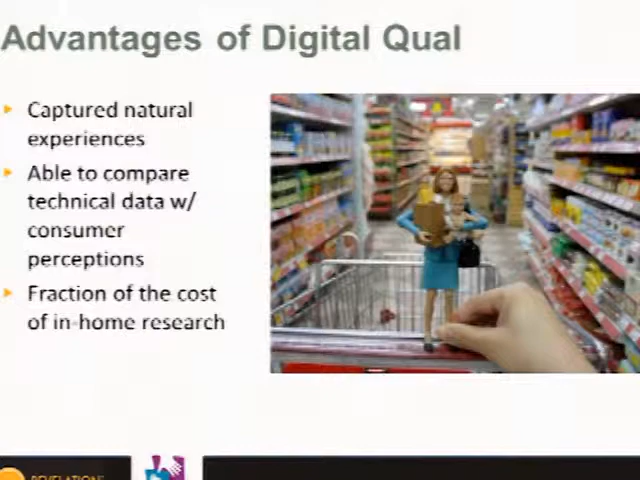 Advantages of Digital Qual
Captured natural
experiences
Able to compare
technical data w/
consumer
perceptions
Fraction of the cost
of in-home research
REVELATION